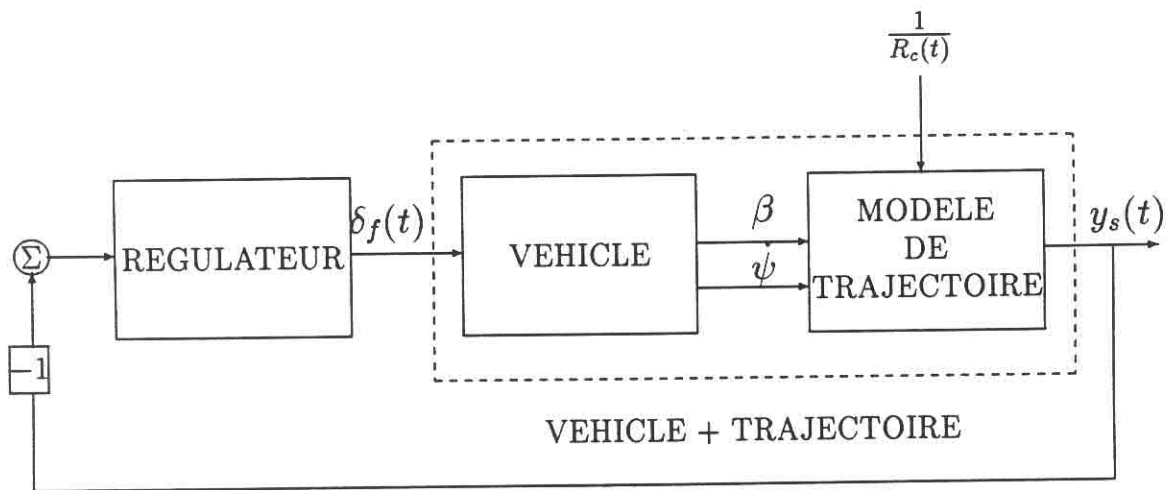 1
R_c(t)
Σ
REGULATEUR
δ_f(t)
VEHICLE
β
ψ̇
MODELE
DE
TRAJECTOIRE
y_s(t)
−1
VEHICLE + TRAJECTOIRE